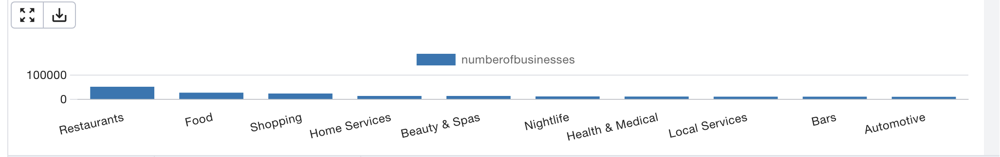 numberofbusinesses
100000
0
Restaurants
Food
Shopping
Home Services
Beauty & Spas
Nightlife
Health & Medical
Local Services
Bars
Automotive